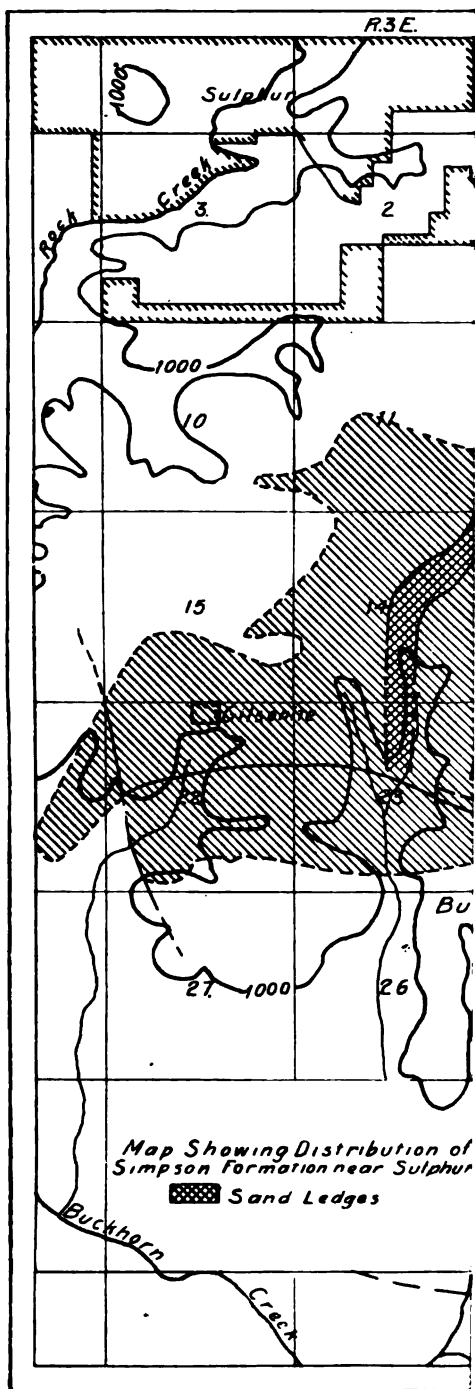 R.3E.
1000
Sulphur
Rock Creek
3.
2
1000
10
11
15
14
Gilsonite
23
Bu
27.
1000
26
Map Showing Distribution of
Simpson Formation near Sulphur
Sand Ledges
Buckhorn
Creek